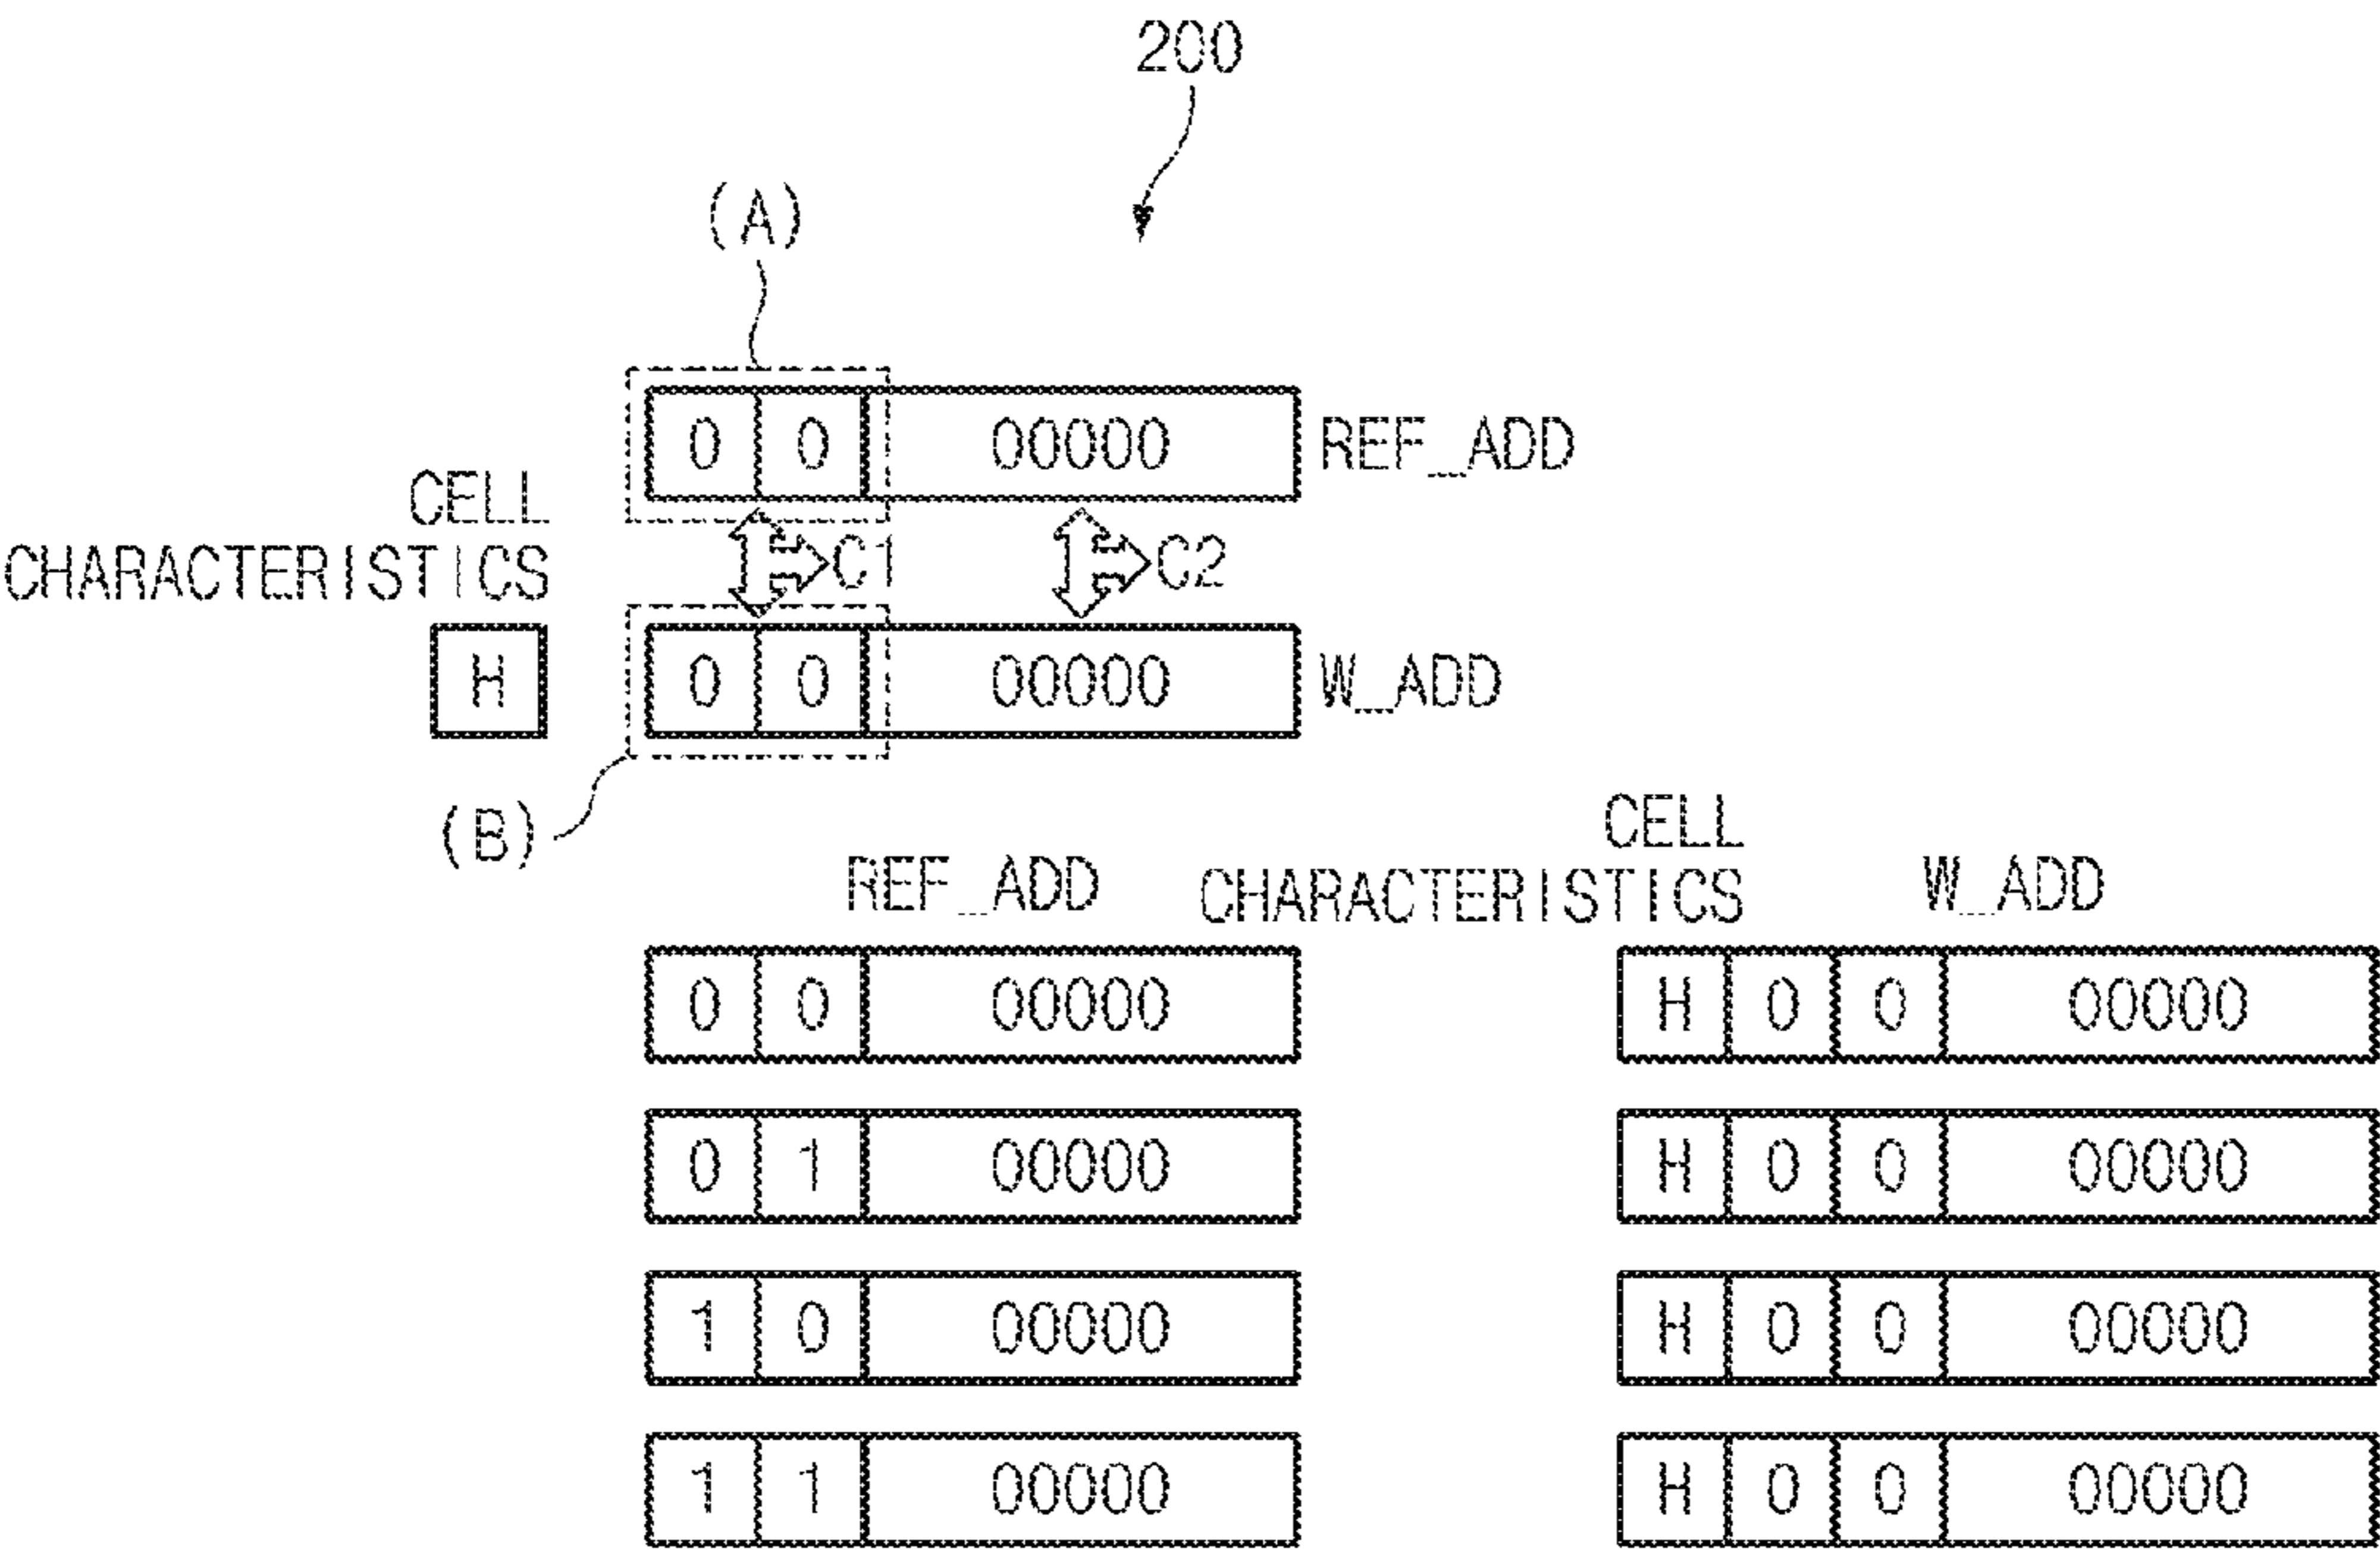 200
(A)
0 0 00000 REF_ADD
CELL
CHARACTERISTICS
C1 C2
H 0 0 00000 W_ADD
(B)
REF_ADD CELL CHARACTERISTICS W_ADD
0 0 00000 H 0 0 00000
0 1 00000 H 0 0 00000
1 0 00000 H 0 0 00000
1 1 00000 H 0 0 00000